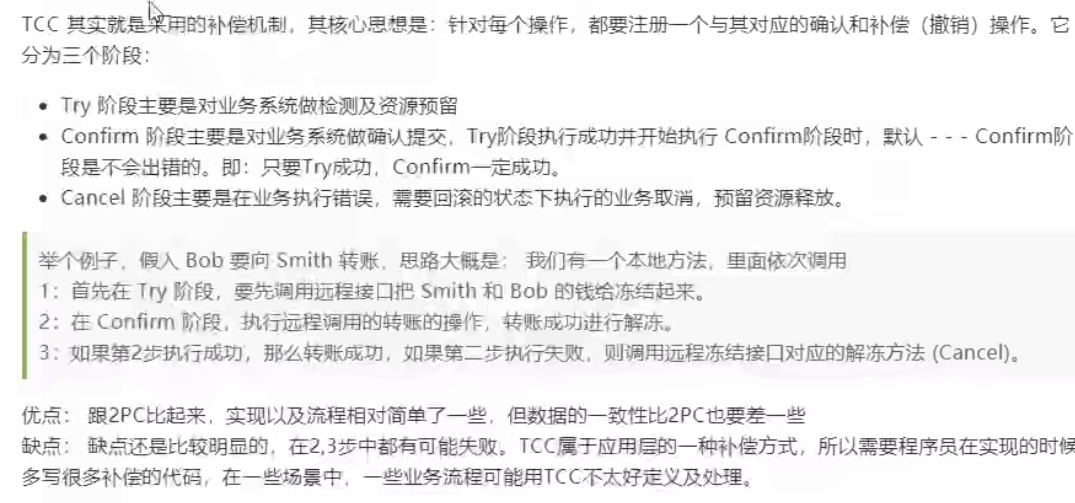 TCC 其实就是采用的补偿机制，其核心思想是：针对每个操作，都要注册一个与其对应的确认和补偿（撤销）操作。它
分为三个阶段：
• Try 阶段主要是对业务系统做检测及资源预留
• Confirm 阶段主要是对业务系统做确认提交，Try阶段执行成功并开始执行 Confirm阶段时，默认 - - - Confirm阶
段是不会出错的。即：只要Try成功，Confirm一定成功。
• Cancel 阶段主要是在业务执行错误，需要回滚的状态下执行的业务取消，预留资源释放。
举个例子，假入 Bob 要向 Smith 转账，思路大概是： 我们有一个本地方法，里面依次调用
1：首先在 Try 阶段，要先调用远程接口把 Smith 和 Bob 的钱给冻结起来。
2：在 Confirm 阶段，执行远程调用的转账的操作，转账成功进行解冻。
3：如果第2步执行成功，那么转账成功，如果第二步执行失败，则调用远程冻结接口对应的解冻方法 (Cancel)。
优点： 跟2PC比起来，实现以及流程相对简单了一些，但数据的一致性比2PC也要差一些
缺点： 缺点还是比较明显的，在2,3步中都有可能失败。TCC属于应用层的一种补偿方式，所以需要程序员在实现的时候
多写很多补偿的代码，在一些场景中，一些业务流程可能用TCC不太好定义及处理。